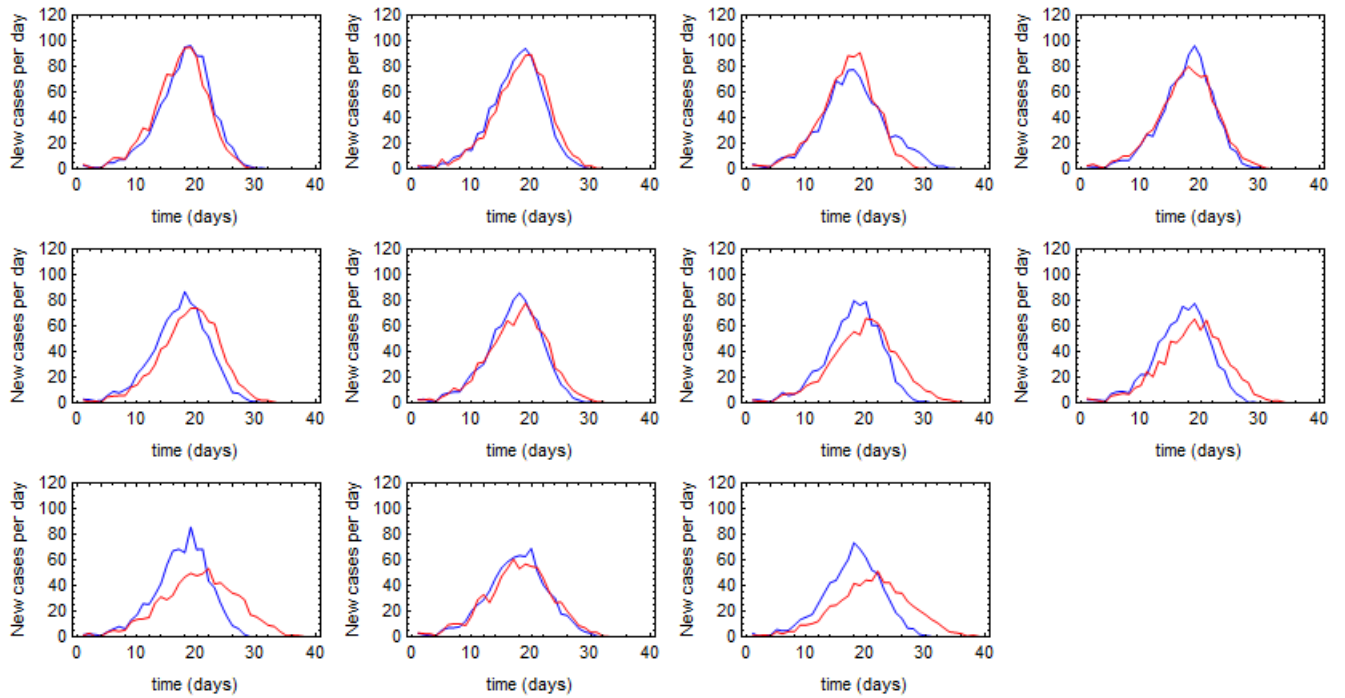 New cases per day
120 120 120 120
100 100 100 100
80 80 80 80
60 60 60 60
40 40 40 40
20 20 20 20
0 0 0 0
0 10 20 30 40 0 10 20 30 40 0 10 20 30 40 0 10 20 30 40
time (days) time (days) time (days) time (days)
New cases per day New cases per day New cases per day
New cases per day New cases per day New cases per day New cases per day
120 120 120 120
100 100 100 100
80 80 80 80
60 60 60 60
40 40 40 40
20 20 20 20
0 0 0 0
0 10 20 30 40 0 10 20 30 40 0 10 20 30 40 0 10 20 30 40
time (days) time (days) time (days) time (days)
New cases per day New cases per day New cases per day
120 120 120
100 100 100
80 80 80
60 60 60
40 40 40
20 20 20
0 0 0
0 10 20 30 40 0 10 20 30 40 0 10 20 30 40
time (days) time (days) time (days)